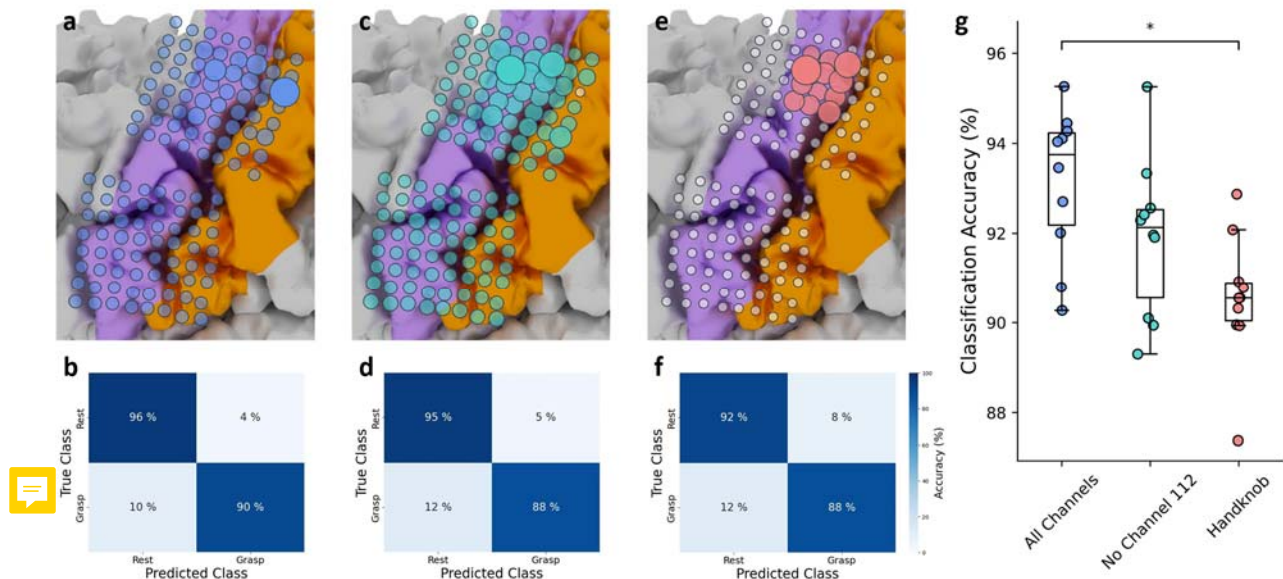 a
c
e
g
*
96
94
92
90
88
Classification Accuracy (%)
All Channels
No Channel 112
Handknob
b
Rest
Grasp
True Class
96 %
4 %
10 %
90 %
Rest
Grasp
Predicted Class
d
Rest
Grasp
True Class
95 %
5 %
12 %
88 %
Rest
Grasp
Predicted Class
f
Rest
Grasp
True Class
92 %
8 %
12 %
88 %
Rest
Grasp
Predicted Class
100
80
60
40
20
0
Accuracy (%)